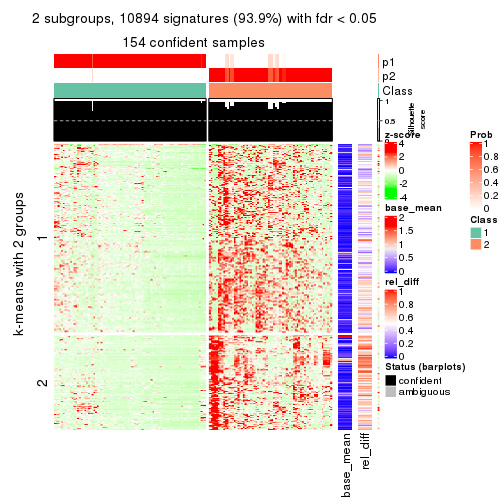 2 subgroups, 10894 signatures (93.9%) with fdr < 0.05
154 confident samples
p1
p2
Class
1
0.5
Silhouette
score
k-means with 2 groups
1
2
base_mean
rel_diff
z-score
4
2
0
-2
-4
base_mean
2
1.5
1
0.5
0
rel_diff
1
0.8
0.6
0.4
0.2
0
Status (barplots)
confident
ambiguous
Prob
1
0.8
0.6
0.4
0.2
0
Class
1
2